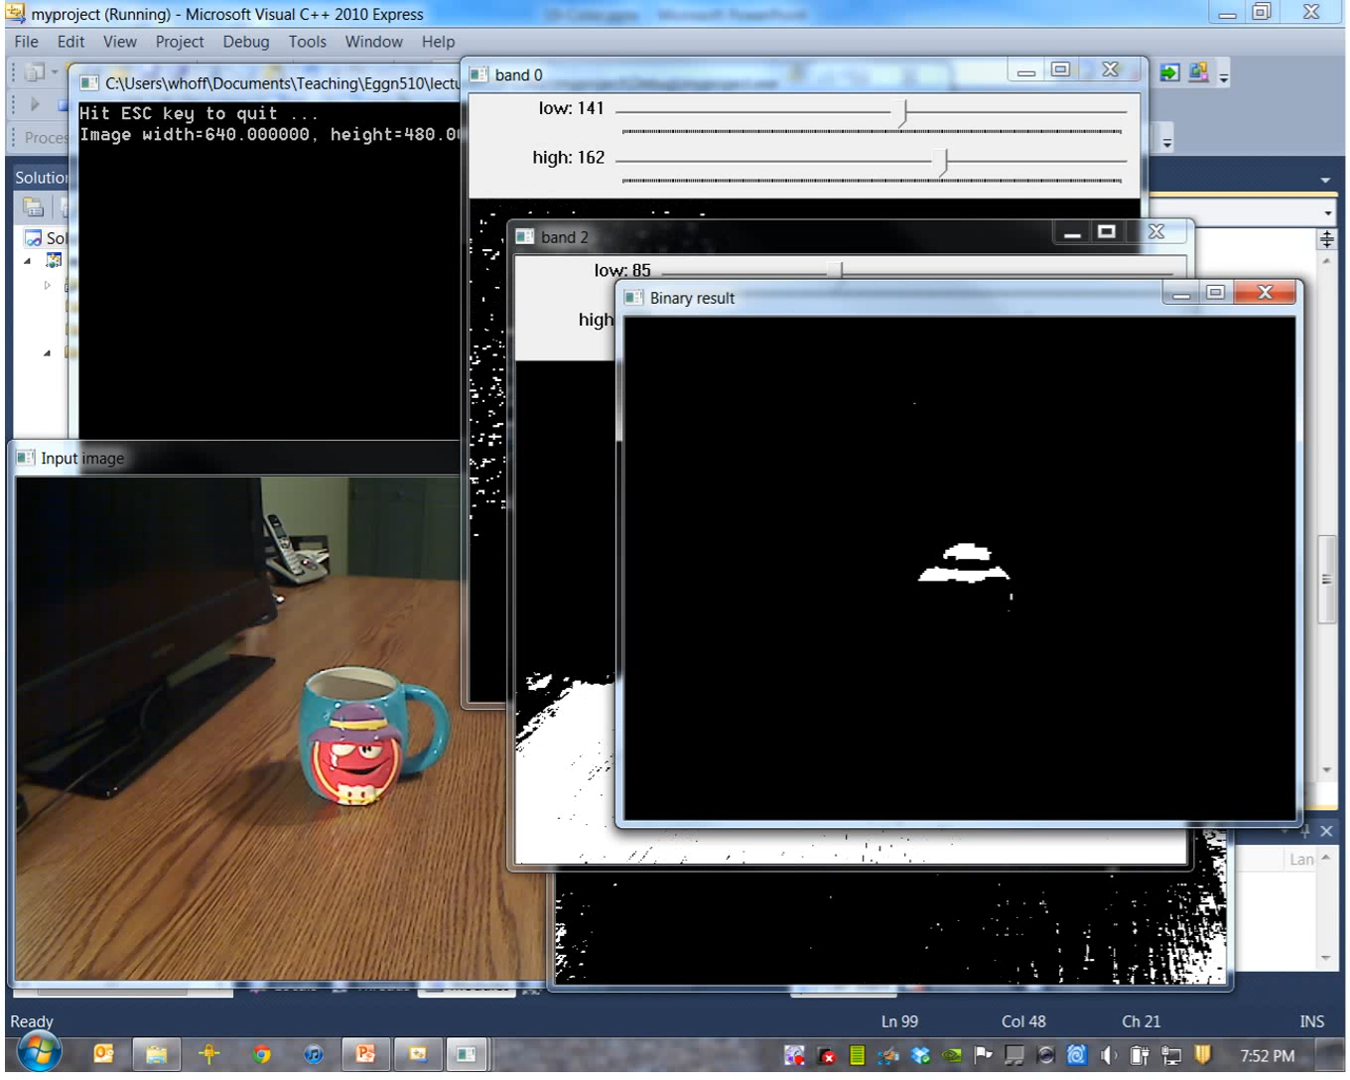 myproject (Running) - Microsoft Visual C++ 2010 Express
File Edit View Project Debug Tools Window Help
C:\Users\whoff\Documents\Teaching\Eggn510\lectu
Hit ESC key to quit ...
Image width=640.000000, height=480.0
band 0
low: 141
high: 162
Proces
Solution
Sol
band 2
low: 85
high
Binary result
Input image
Lan
Ready
Ln 99
Col 48
Ch 21
INS
7:52 PM